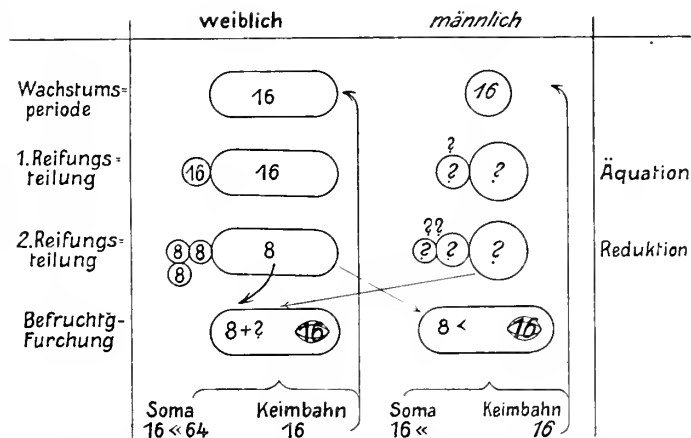 weiblich männlich
Wachstums=
periode
16 16
1. Reifungs=
teilung
16 16
?
? ?
Äquation
2. Reifungs=
teilung
8 8
8
8
??
? ? ?
Reduktion
Befrucht'g-
Furchung
8+? 16
8 < 16
Soma Keimbahn Soma Keimbahn
16 « 64 16 16 « 16